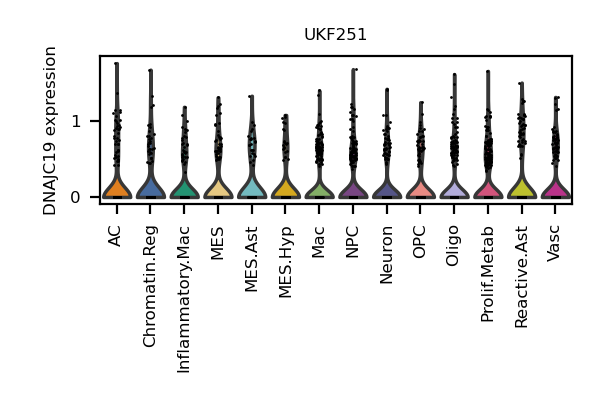 UKF251
DNAJC19 expression
1
0
AC
Chromatin.Reg
Inflammatory.Mac
MES
MES.Ast
MES.Hyp
Mac
NPC
Neuron
OPC
Oligo
Prolif.Metab
Reactive.Ast
Vasc